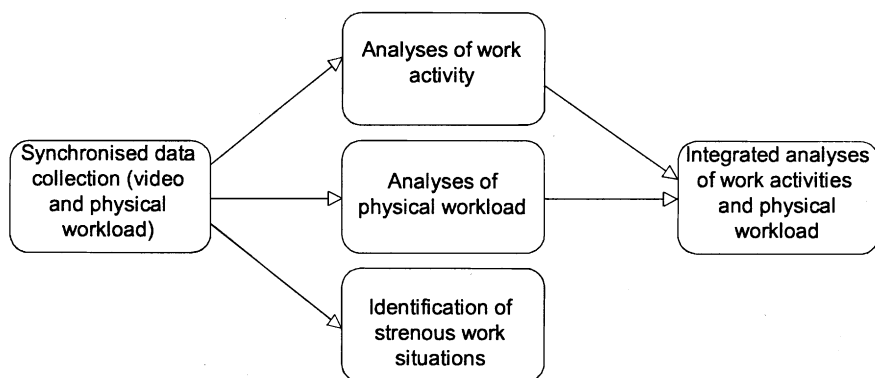 Analyses of work
activity
Synchronised data
collection (video
and physical
workload)
Analyses of
physical workload
Integrated analyses
of work activities
and physical
workload
Identification of
strenous work
situations